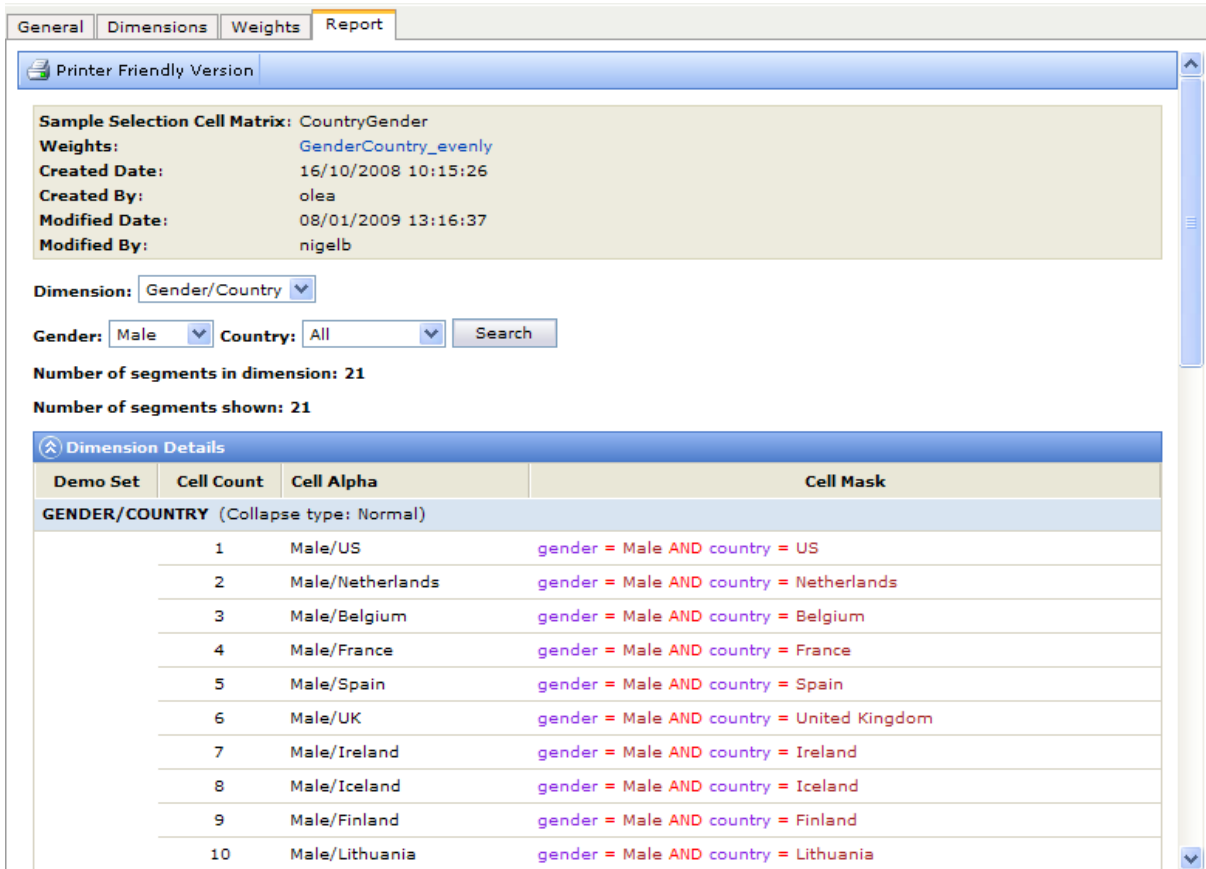 General Dimensions Weights Report
Printer Friendly Version
Sample Selection Cell Matrix: CountryGender
Weights: GenderCountry_evenly
Created Date: 16/10/2008 10:15:26
Created By: olea
Modified Date: 08/01/2009 13:16:37
Modified By: nigelb
Dimension: Gender/Country
Gender: Male Country: All Search
Number of segments in dimension: 21
Number of segments shown: 21
Dimension Details
Demo Set Cell Count Cell Alpha Cell Mask
GENDER/COUNTRY (Collapse type: Normal)
1 Male/US gender = Male AND country = US
2 Male/Netherlands gender = Male AND country = Netherlands
3 Male/Belgium gender = Male AND country = Belgium
4 Male/France gender = Male AND country = France
5 Male/Spain gender = Male AND country = Spain
6 Male/UK gender = Male AND country = United Kingdom
7 Male/Ireland gender = Male AND country = Ireland
8 Male/Iceland gender = Male AND country = Iceland
9 Male/Finland gender = Male AND country = Finland
10 Male/Lithuania gender = Male AND country = Lithuania